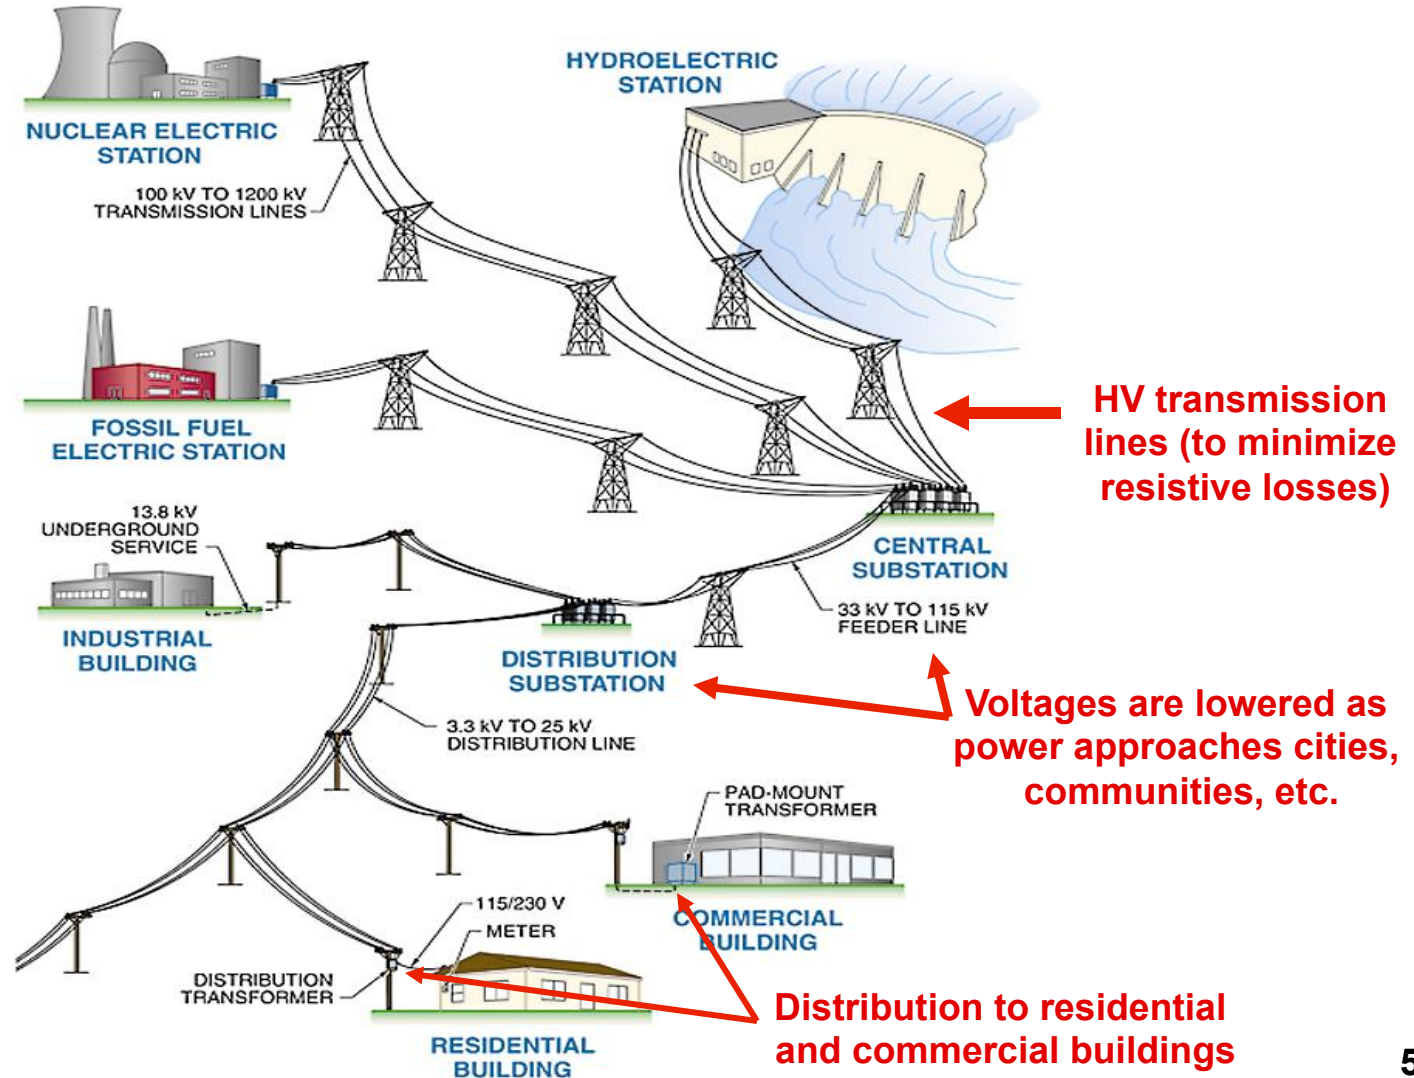 HYDROELECTRIC
STATION
NUCLEAR ELECTRIC
STATION
100 kV TO 1200 kV
TRANSMISSION LINES
FOSSIL FUEL
ELECTRIC STATION
HV transmission
lines (to minimize
resistive losses)
13.8 kV
UNDERGROUND
SERVICE
CENTRAL
SUBSTATION
33 kV TO 115 kV
FEEDER LINE
INDUSTRIAL
BUILDING
DISTRIBUTION
SUBSTATION
Voltages are lowered as
power approaches cities,
communities, etc.
3.3 kV TO 25 kV
DISTRIBUTION LINE
PAD-MOUNT
TRANSFORMER
115/230 V
METER
COMMERCIAL
BUILDING
DISTRIBUTION
TRANSFORMER
RESIDENTIAL
BUILDING
Distribution to residential
and commercial buildings
5